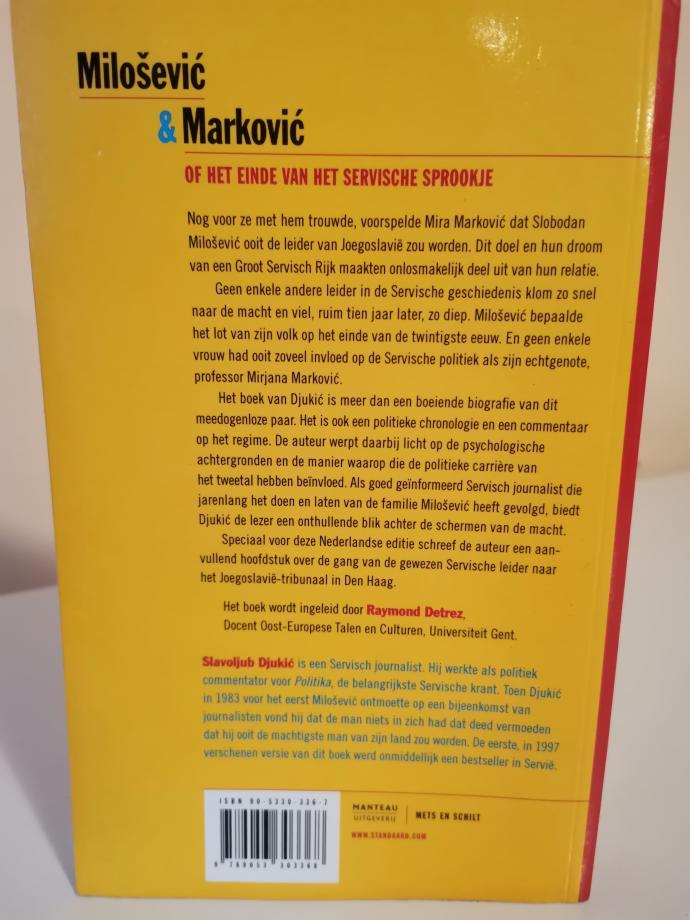 Milošević
& Marković
OF HET EINDE VAN HET SERVISCHE SPROOKJE
Nog voor ze met hem trouwde, voorspelde Mira Marković dat Slobodan
Milošević ooit de leider van Joegoslavië zou worden. Dit doel en hun droom
van een Groot Servisch Rijk maakten onlosmakelijk deel uit van hun relatie.
Geen enkele andere leider in de Servische geschiedenis klom zo snel
naar de macht en viel, ruim tien jaar later, zo diep. Milošević bepaalde
het lot van zijn volk op het einde van de twintigste eeuw. En geen enkele
vrouw had ooit zoveel invloed op de Servische politiek als zijn echtgenote,
professor Mirjana Marković.
Het boek van Djukić is meer dan een boeiende biografie van dit
meedogenloze paar. Het is ook een politieke chronologie en een commentaar
op het regime. De auteur werpt daarbij licht op de psychologische
achtergronden en de manier waarop die de politieke carrière van
het tweetal hebben beïnvloed. Als goed geïnformeerd Servisch journalist die
jarenlang het doen en laten van de familie Milošević heeft gevolgd, biedt
Djukić de lezer een onthullende blik achter de schermen van de macht.
Speciaal voor deze Nederlandse editie schreef de auteur een aan-
vullend hoofdstuk over de gang van de gewezen Servische leider naar
het Joegoslavië-tribunaal in Den Haag.
Het boek wordt ingeleid door Raymond Detrez,
Docent Oost-Europese Talen en Culturen, Universiteit Gent.
Slavoljub Djukić is een Servisch journalist. Hij werkte als politiek
commentator voor Politika, de belangrijkste Servische krant. Toen Djukić
in 1983 voor het eerst Milošević ontmoette op een bijeenkomst van
journalisten vond hij dat de man niets in zich had dat deed vermoeden
dat hij ooit de machtigste man van zijn land zou worden. De eerste, in 1997
verschenen versie van dit boek werd onmiddellijk een bestseller in Servië.
ISBN 90-5330-336-7
9 789053 303368
MANTEAU
UITGEVERIJ
METS EN SCHILT
WWW.STANDAARD.COM